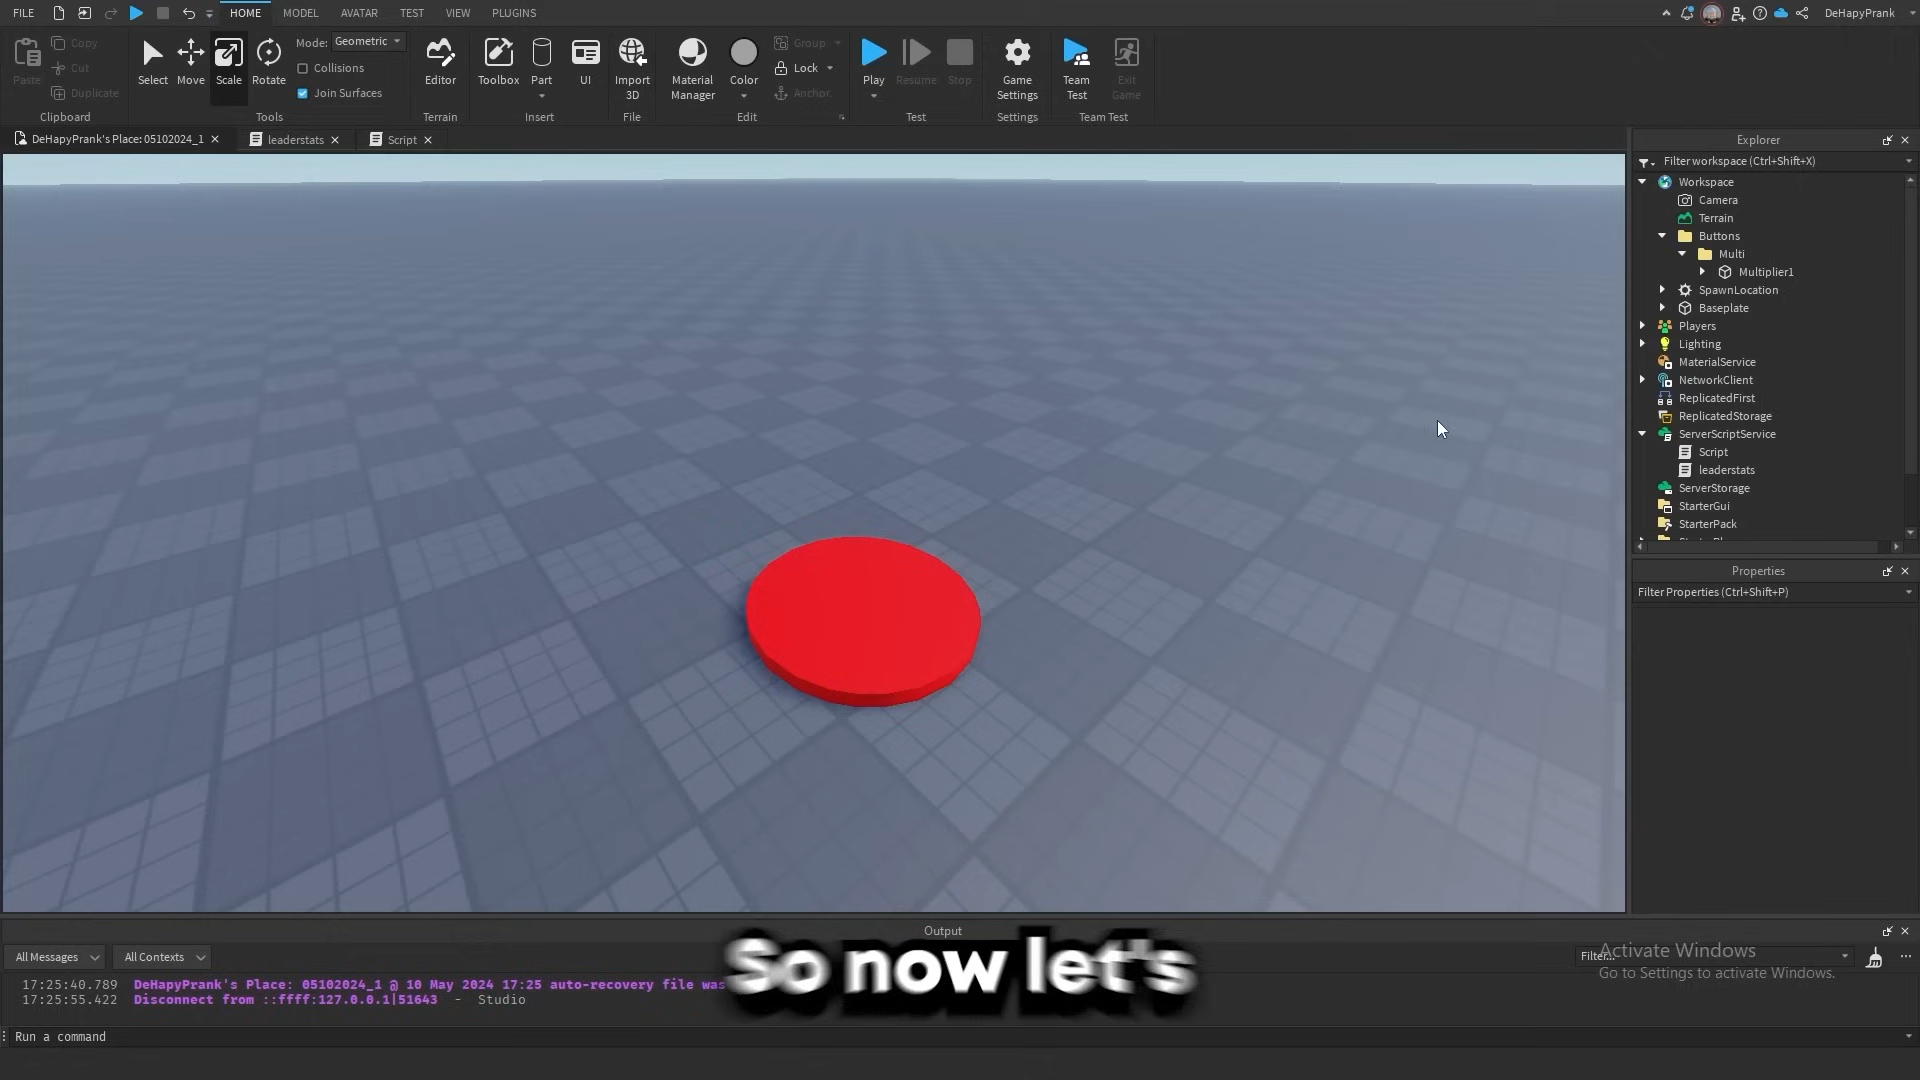 FILE HOME MODEL AVATAR TEST VIEW PLUGINS DeHapyPrank
Paste Copy Cut Duplicate
Clipboard
Select Move Scale Rotate
Mode: Geometric
Collisions
Join Surfaces
Tools
Editor
Terrain
Toolbox Part UI
Insert
Import 3D
File
Material Manager Color
Group
Lock
Anchor
Edit
Play Resume Stop
Test
Game Settings
Settings
Team Test Exit Game
Team Test
DeHapyPrank's Place: 05102024_1 leaderstats Script
Explorer
Filter workspace (Ctrl+Shift+X)
Workspace
Camera
Terrain
Buttons
Multi
Multiplier1
SpawnLocation
Baseplate
Players
Lighting
MaterialService
NetworkClient
ReplicatedFirst
ReplicatedStorage
ServerScriptService
Script
leaderstats
ServerStorage
StarterGui
StarterPack
Properties
Filter Properties (Ctrl+Shift+P)
Output
All Messages All Contexts Filter...
17:25:40.789 DeHapyPrank's Place: 05102024_1 @ 10 May 2024 17:25 auto-recovery file was
17:25:55.422 Disconnect from ::ffff:127.0.0.1|51643 - Studio
So now let's
Activate Windows
Go to Settings to activate Windows.
Run a command